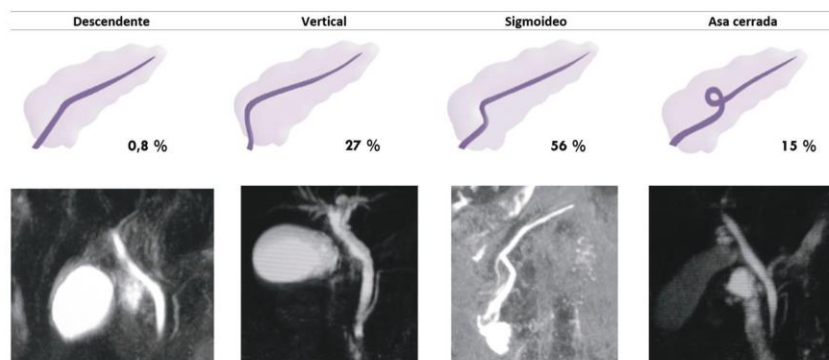 Descendente Vertical Sigmoideo Asa cerrada
0,8 % 27 % 56 % 15 %